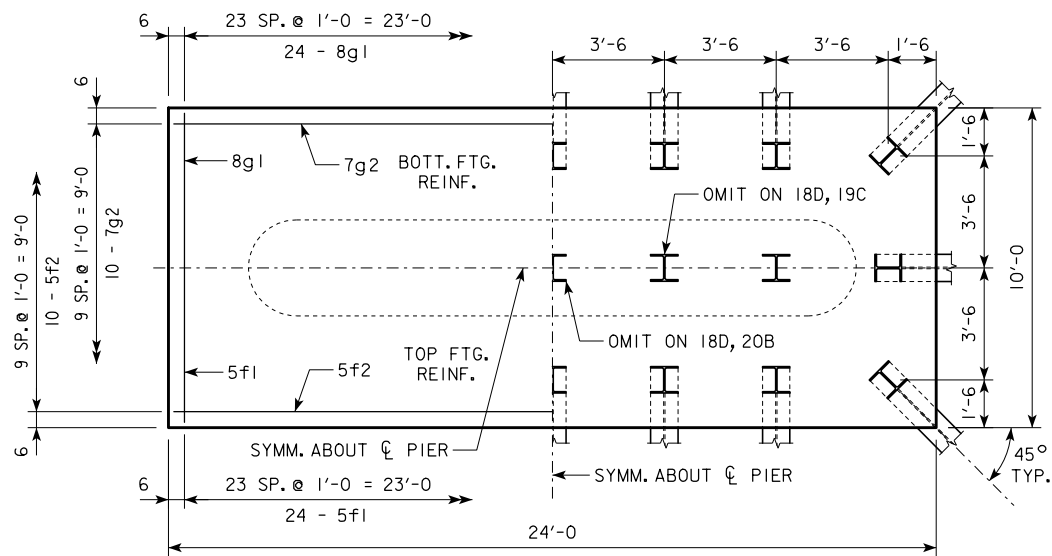 6
23 SP. @ 1'-0 = 23'-0
24 - 8g1
3'-6
3'-6
3'-6
1'-6
6
8g1
7g2
BOTT. FTG.
REINF.
1'-6
OMIT ON 18D, 19C
3'-6
9 SP. @ 1'-0 = 9'-0
10 - 5f2
9 SP. @ 1'-0 = 9'-0
10 - 7g2
10'-0
3'-6
OMIT ON 18D, 20B
TOP FTG.
REINF.
5f1
5f2
1'-6
6
SYMM. ABOUT ℄ PIER
SYMM. ABOUT ℄ PIER
45°
TYP.
6
23 SP. @ 1'-0 = 23'-0
24 - 5f1
24'-0